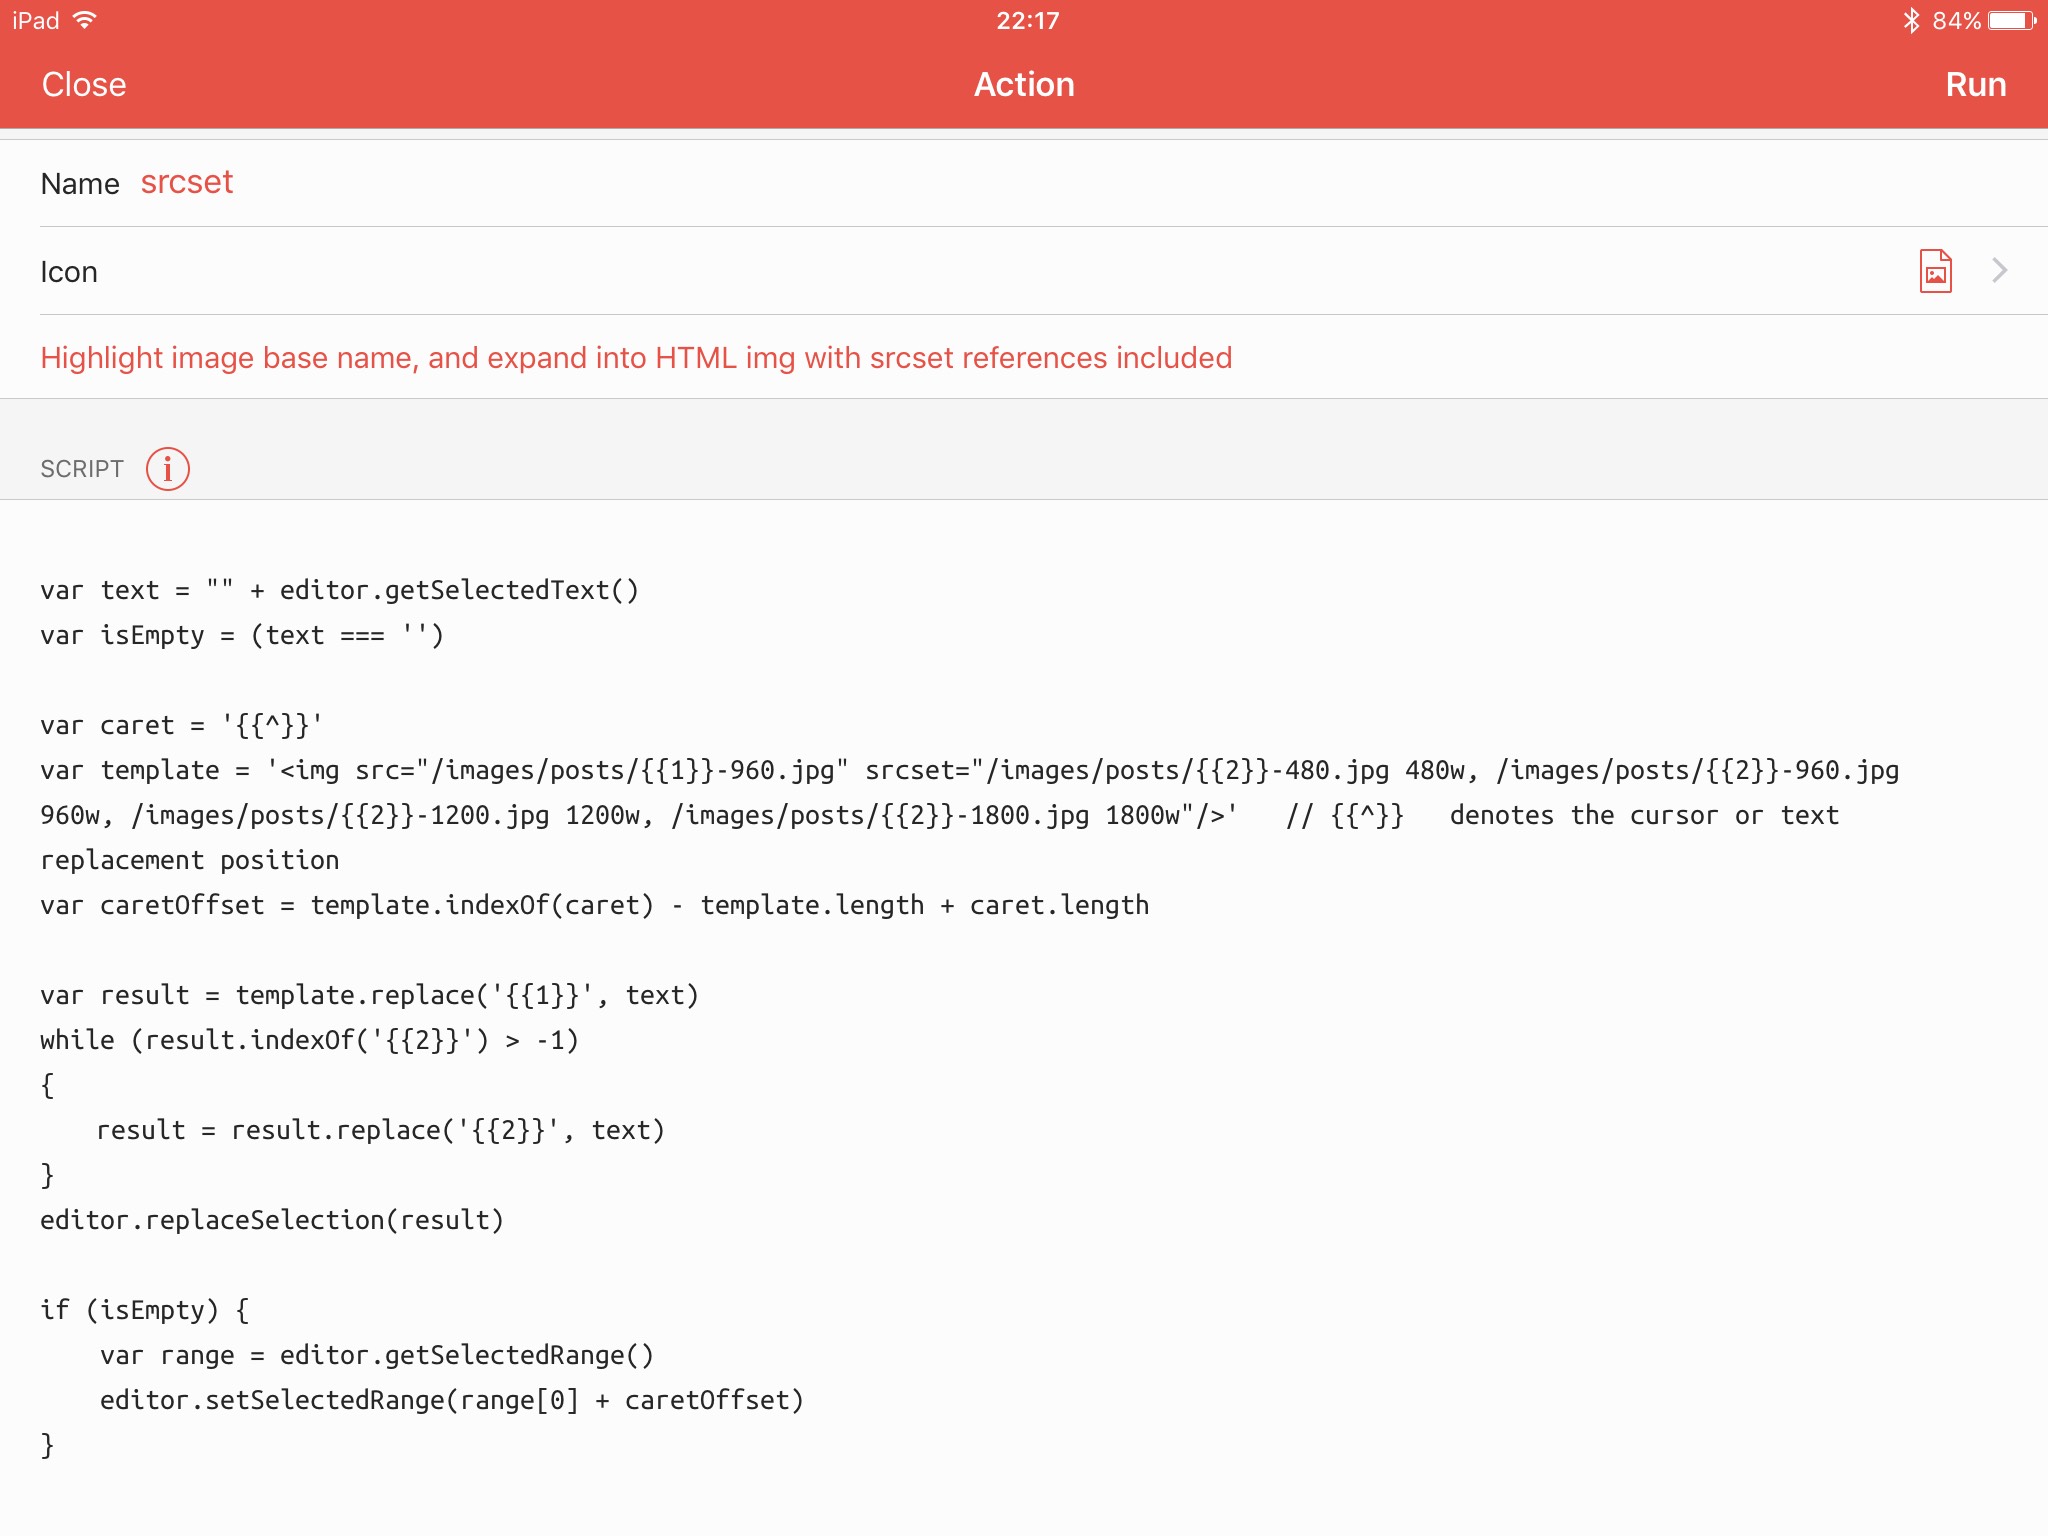 iPad 22:17 84%
Close Action Run
Name srcset
Icon
Highlight image base name, and expand into HTML img with srcset references included
SCRIPT i
var text = "" + editor.getSelectedText()
var isEmpty = (text === '')
var caret = '{{^}}'
var template = '<img src="/images/posts/{{1}}-960.jpg" srcset="/images/posts/{{2}}-480.jpg 480w, /images/posts/{{2}}-960.jpg
960w, /images/posts/{{2}}-1200.jpg 1200w, /images/posts/{{2}}-1800.jpg 1800w"/>'   // {{^}}   denotes the cursor or text
replacement position
var caretOffset = template.indexOf(caret) - template.length + caret.length
var result = template.replace('{{1}}', text)
while (result.indexOf('{{2}}') > -1)
{
    result = result.replace('{{2}}', text)
}
editor.replaceSelection(result)
if (isEmpty) {
    var range = editor.getSelectedRange()
    editor.setSelectedRange(range[0] + caretOffset)
}